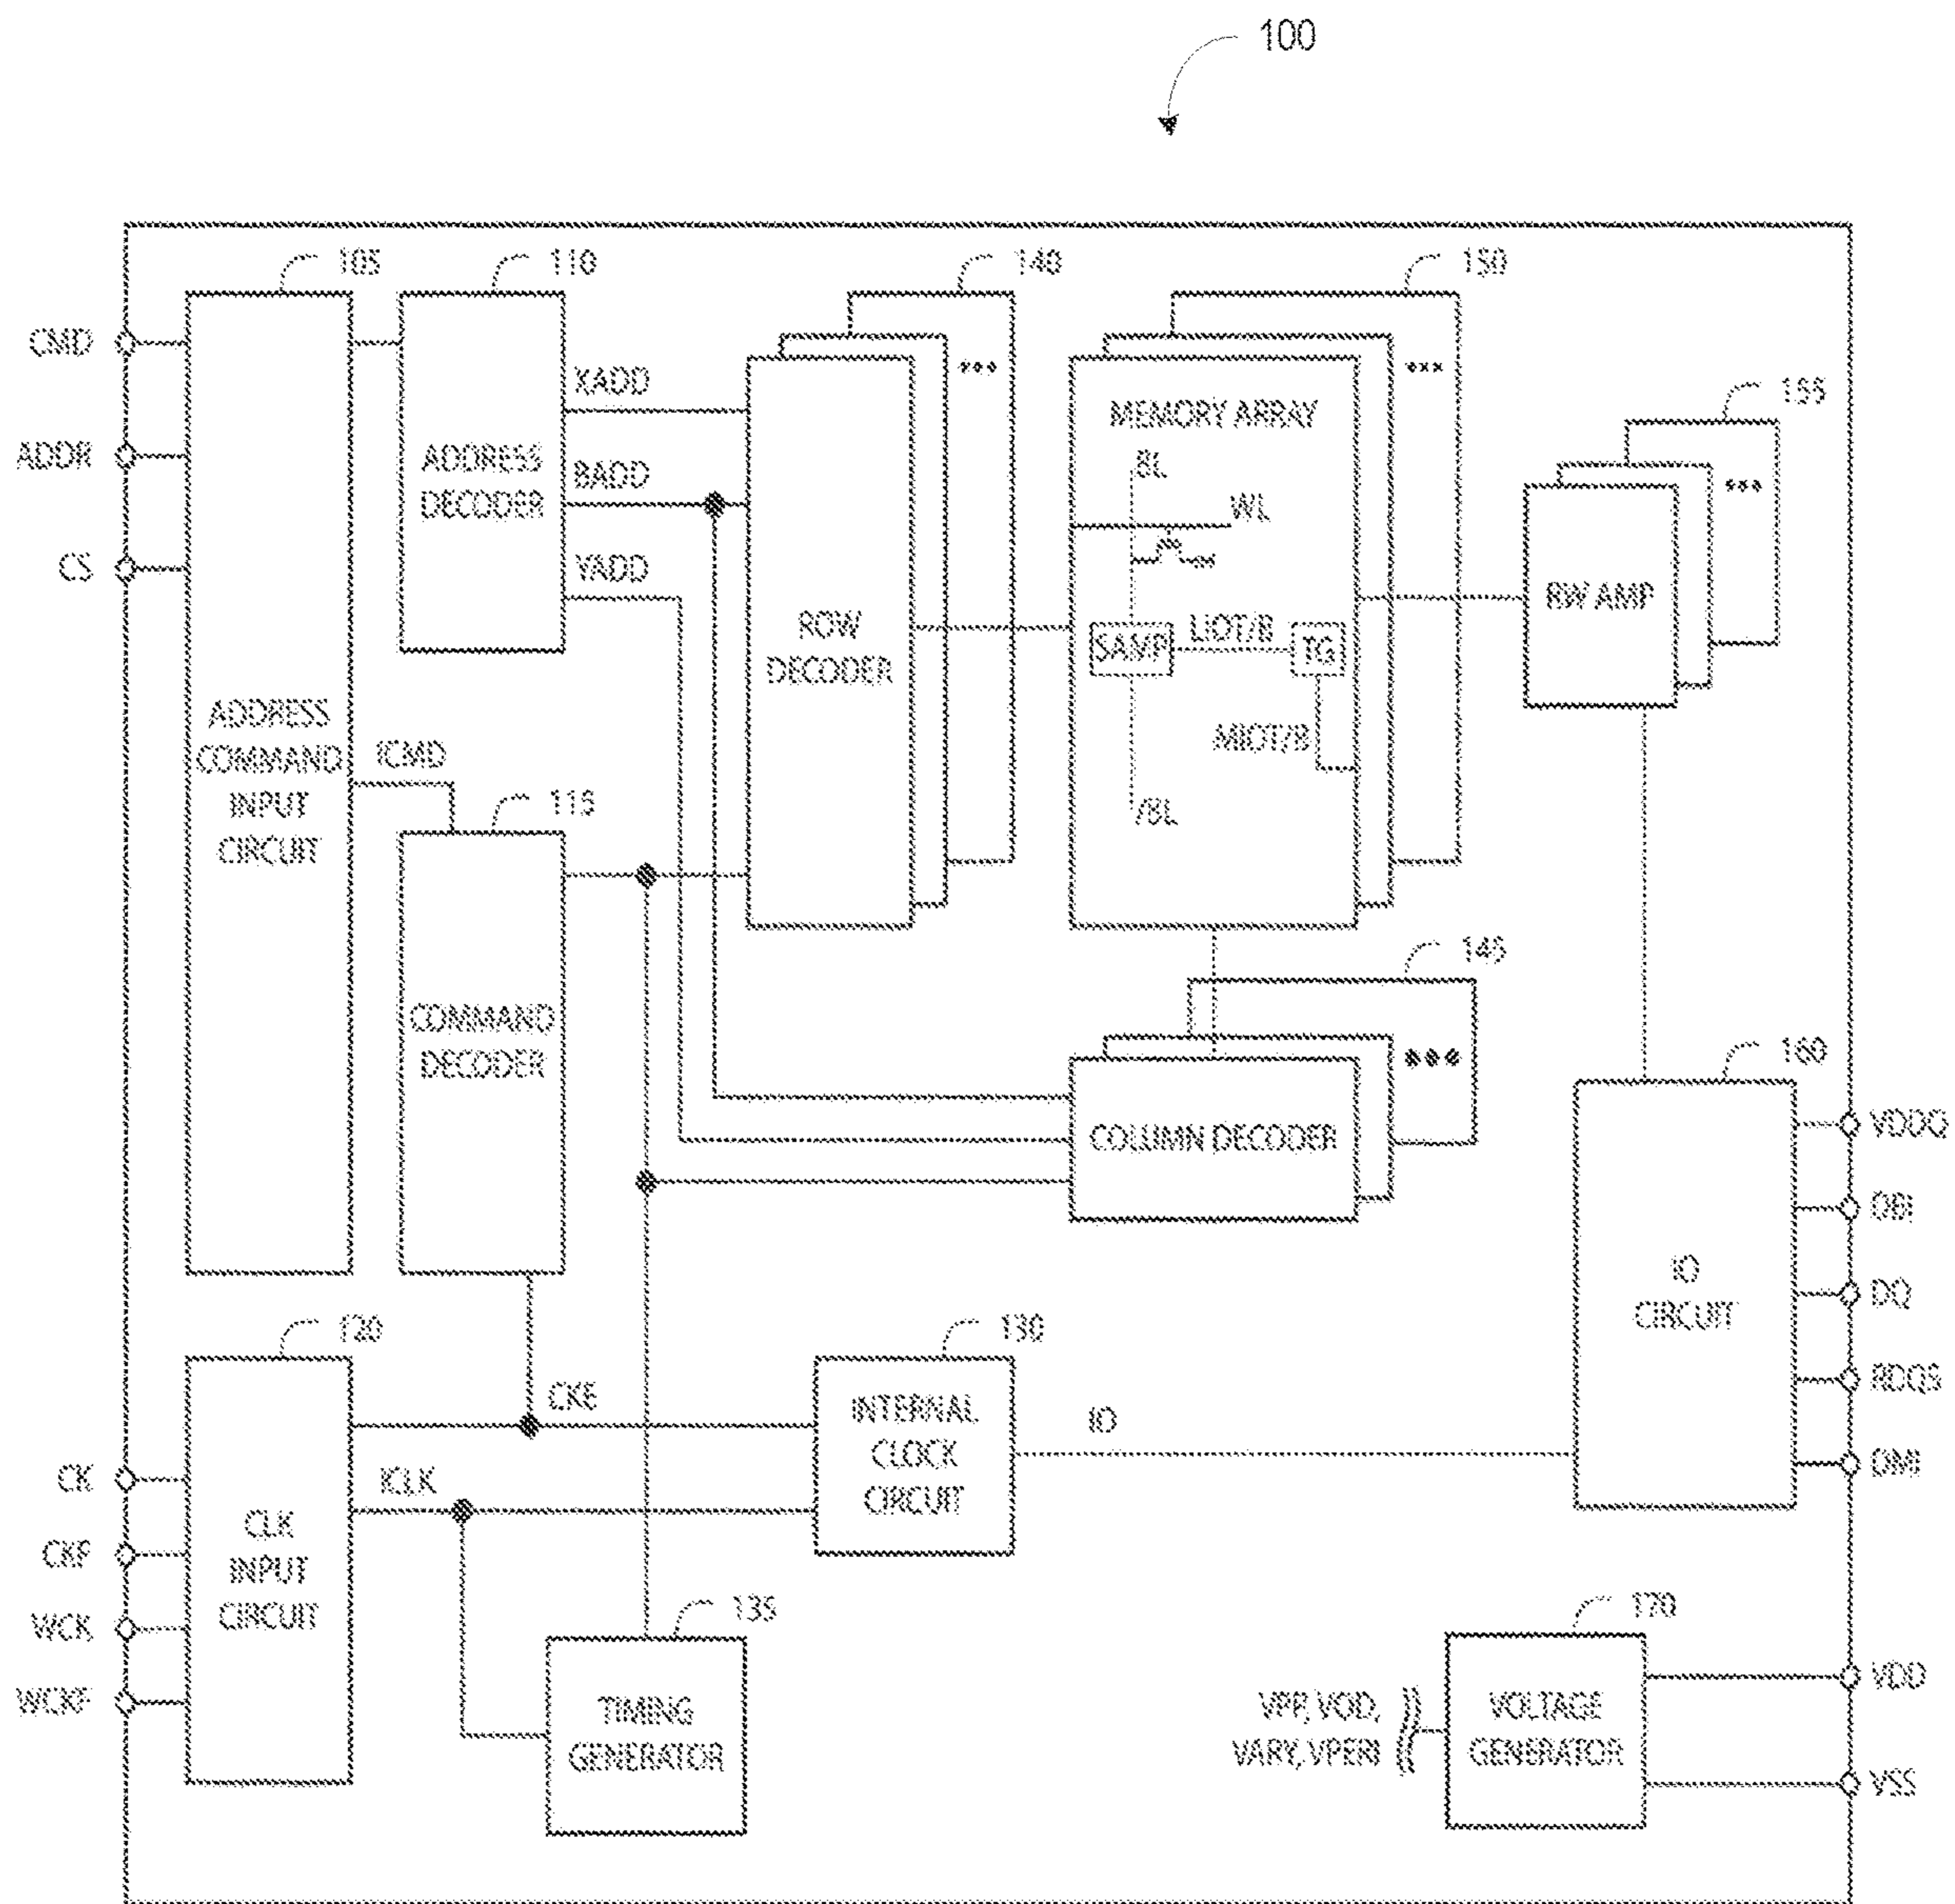 100
105
110
140
150
155
CMD
ADDR
CS
ADDRESS
COMMAND
INPUT
CIRCUIT
ADDRESS
DECODER
XADD
BADD
YADD
ICMD
115
COMMAND
DECODER
ROW
DECODER
•••
MEMORY ARRAY
BL
WL
SAMP
LIOT/B
TG
MIOT/B
/BL
•••
RW AMP
•••
145
COLUMN DECODER
•••
160
IO
CIRCUIT
VDDQ
DBI
DQ
RDQS
DMI
120
CLK
INPUT
CIRCUIT
CK
CKF
WCK
WCKF
CKE
ICLK
130
INTERNAL
CLOCK
CIRCUIT
IO
135
TIMING
GENERATOR
170
VPP, VOD,
VARY, VPERI
VOLTAGE
GENERATOR
VDD
VSS